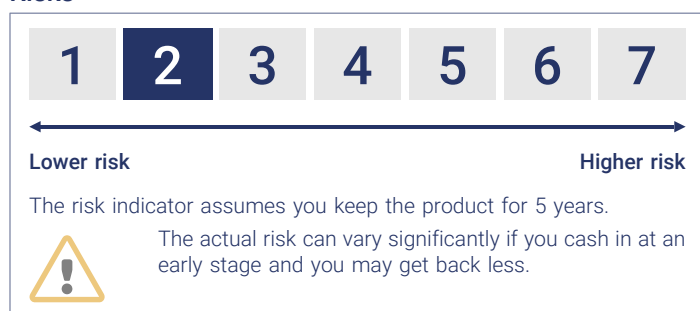 1 2 3 4 5 6 7
Lower risk Higher risk
The risk indicator assumes you keep the product for 5 years.
The actual risk can vary significantly if you cash in at an
early stage and you may get back less.